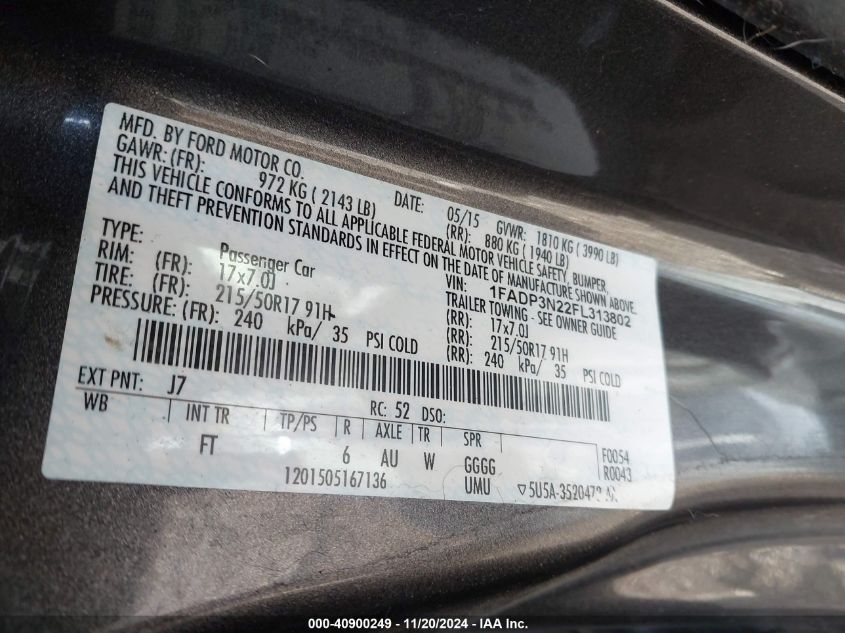 MFD. BY FORD MOTOR CO. DATE: 05/15 GVWR: 1810 KG ( 3990 LB)
GAWR: (FR): 972 KG ( 2143 LB) (RR): 880 KG ( 1940 LB)
THIS VEHICLE CONFORMS TO ALL APPLICABLE FEDERAL MOTOR VEHICLE SAFETY, BUMPER,
AND THEFT PREVENTION STANDARDS IN EFFECT ON THE DATE OF MANUFACTURE SHOWN ABOVE.
VIN: 1FADP3N22FL313802
TYPE: Passenger Car TRAILER TOWING - SEE OWNER GUIDE
RIM: (FR): 17x7.0J (RR): 17x7.0J
TIRE: (FR): 215/50R17 91H (RR): 215/50R17 91H
PRESSURE: (FR): 240 kPa/ 35 PSI COLD (RR): 240 kPa/ 35 PSI COLD
EXT PNT: J7 RC: 52 DSO:
WB INT TR TP/PS R AXLE TR SPR F0054
FT 6 AU W GGGG R0043
1201505167136 UMU ▽5U5A-3520472
000-40900249 - 11/20/2024 - IAA Inc.